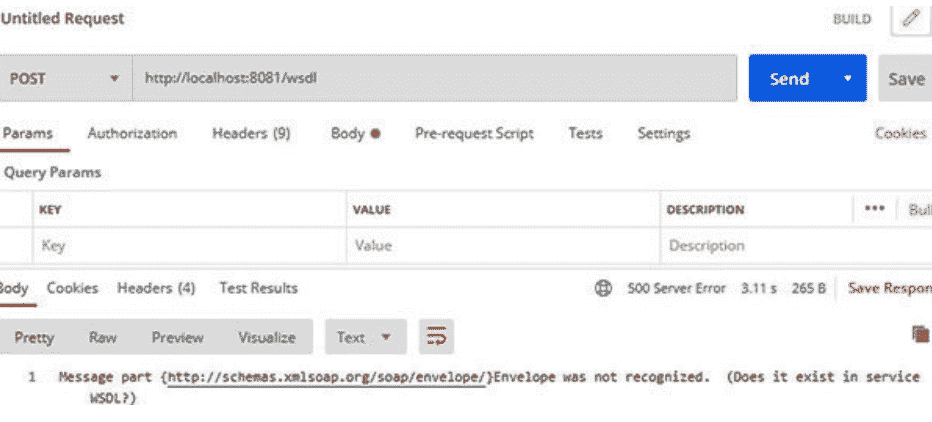 Untitled Request BUILD
POST http://localhost:8081/wsdl Send Save
Params Authorization Headers (9) Body Pre-request Script Tests Settings Cookies
Query Params
KEY VALUE DESCRIPTION ••• Bul
Key Value Description
Body Cookies Headers (4) Test Results 500 Server Error 3.11 s 265 B Save Respon
Pretty Raw Preview Visualize Text
1 Message part {http://schemas.xmlsoap.org/soap/envelope/}Envelope was not recognized. (Does it exist in service
WSDL?)